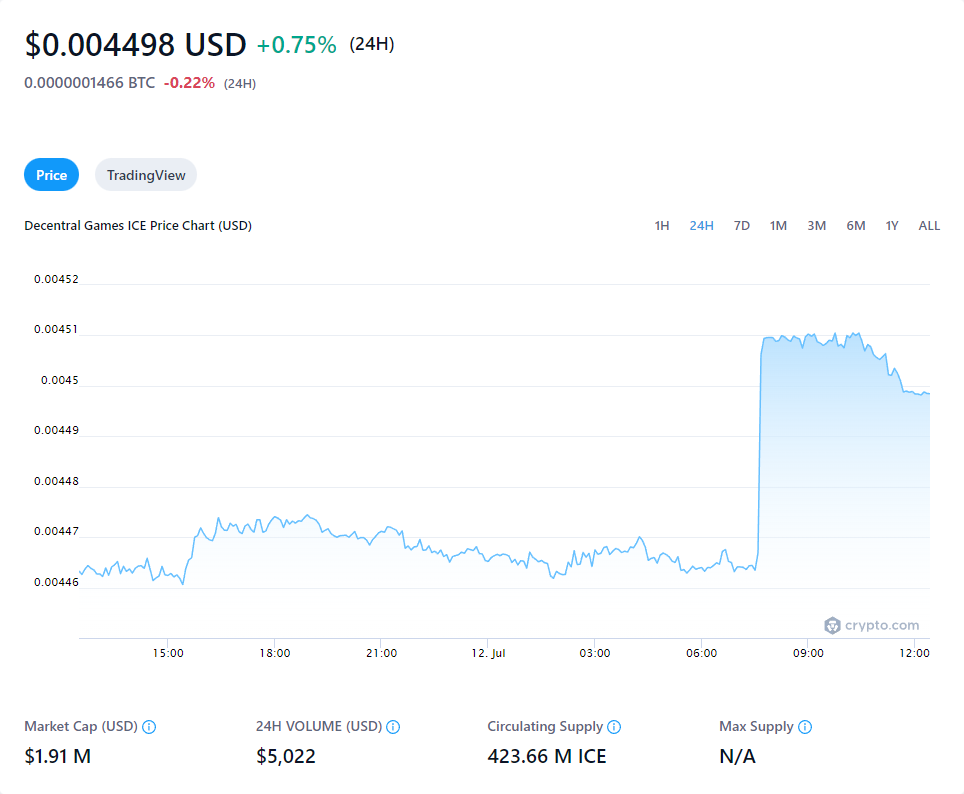 $0.004498 USD +0.75% (24H)
0.0000001466 BTC -0.22% (24H)
Price TradingView
Decentral Games ICE Price Chart (USD) 1H 24H 7D 1M 3M 6M 1Y ALL
0.00452
0.00451
0.0045
0.00449
0.00448
0.00447
0.00446
crypto.com
15:00 18:00 21:00 12. Jul 03:00 06:00 09:00 12:00
Market Cap (USD) 24H VOLUME (USD) Circulating Supply Max Supply
$1.91 M $5,022 423.66 M ICE N/A